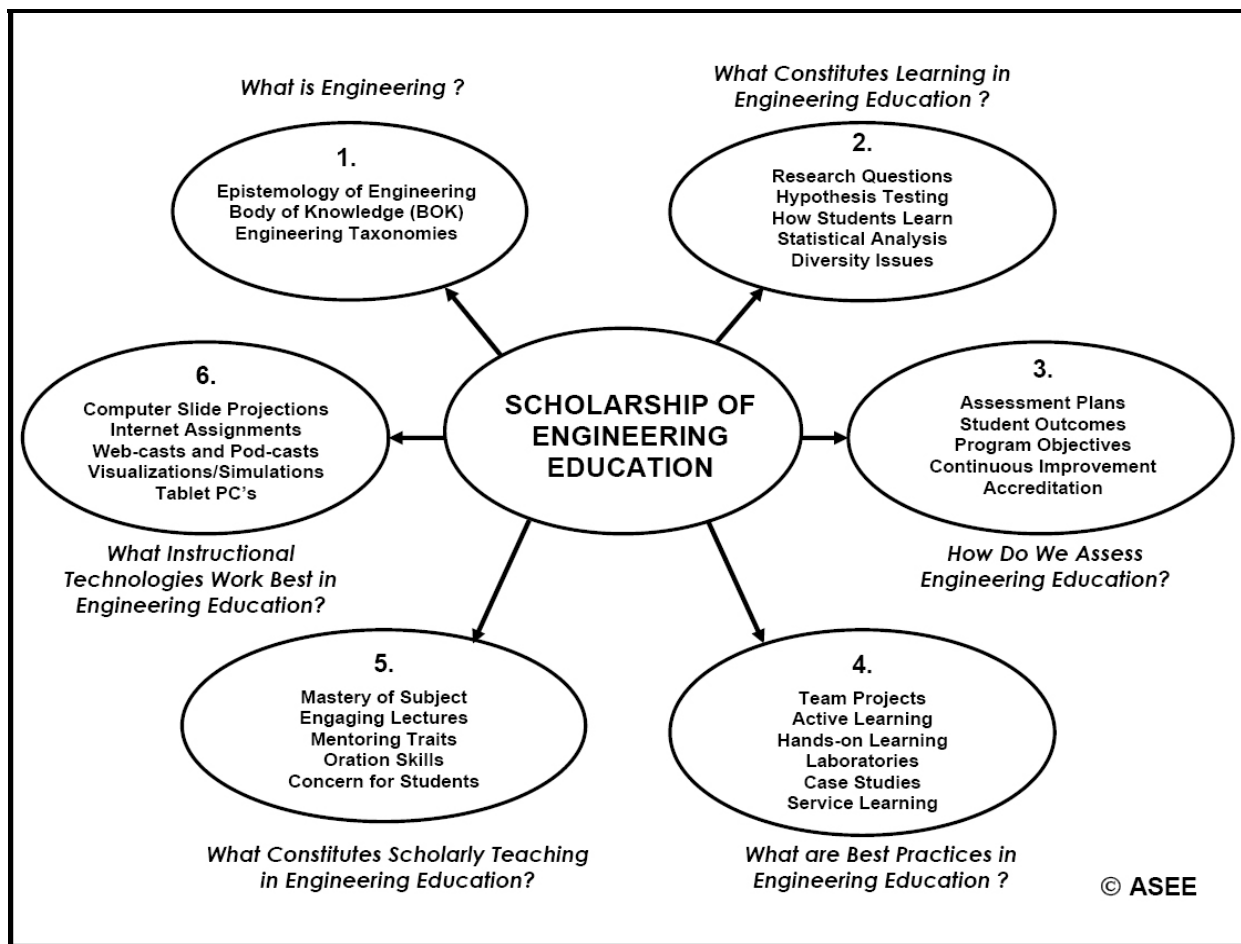 What is Engineering ?
1.
Epistemology of Engineering
Body of Knowledge (BOK)
Engineering Taxonomies
What Constitutes Learning in
Engineering Education ?
2.
Research Questions
Hypothesis Testing
How Students Learn
Statistical Analysis
Diversity Issues
SCHOLARSHIP OF
ENGINEERING
EDUCATION
3.
Assessment Plans
Student Outcomes
Program Objectives
Continuous Improvement
Accreditation
How Do We Assess
Engineering Education?
4.
Team Projects
Active Learning
Hands-on Learning
Laboratories
Case Studies
Service Learning
What are Best Practices in
Engineering Education ?
5.
Mastery of Subject
Engaging Lectures
Mentoring Traits
Oration Skills
Concern for Students
What Constitutes Scholarly Teaching
in Engineering Education?
6.
Computer Slide Projections
Internet Assignments
Web-casts and Pod-casts
Visualizations/Simulations
Tablet PC’s
What Instructional
Technologies Work Best in
Engineering Education?
© ASEE